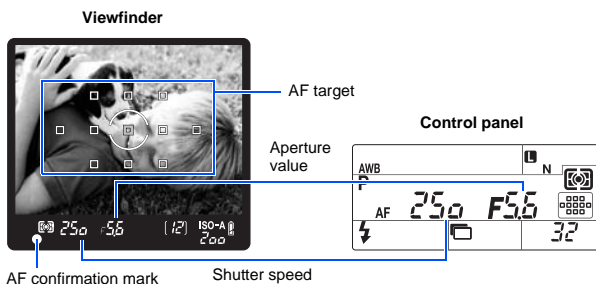 Viewfinder
AF target
Control panel
Aperture
value
L
N
AWB
P
AF 250 F5.6
250 F5.6 (12) ISO-A
200
32
AF confirmation mark
Shutter speed